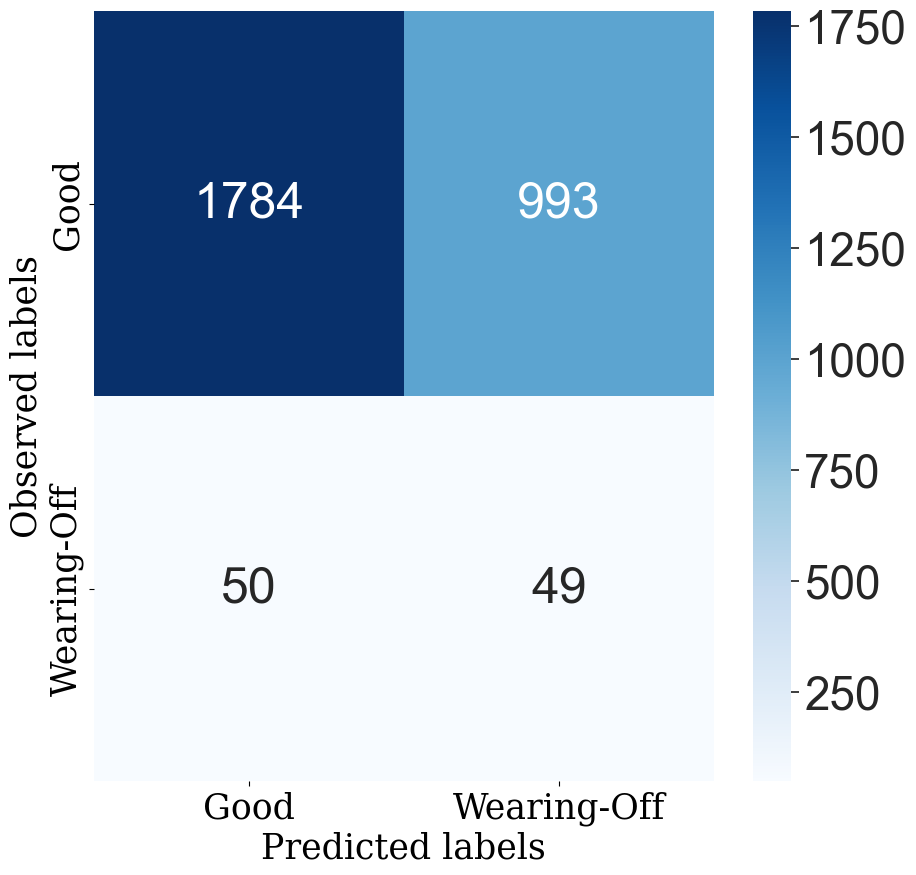 Observed labels
Good
Wearing-Off
1784
993
50
49
Good
Wearing-Off
Predicted labels
1750
1500
1250
1000
750
500
250